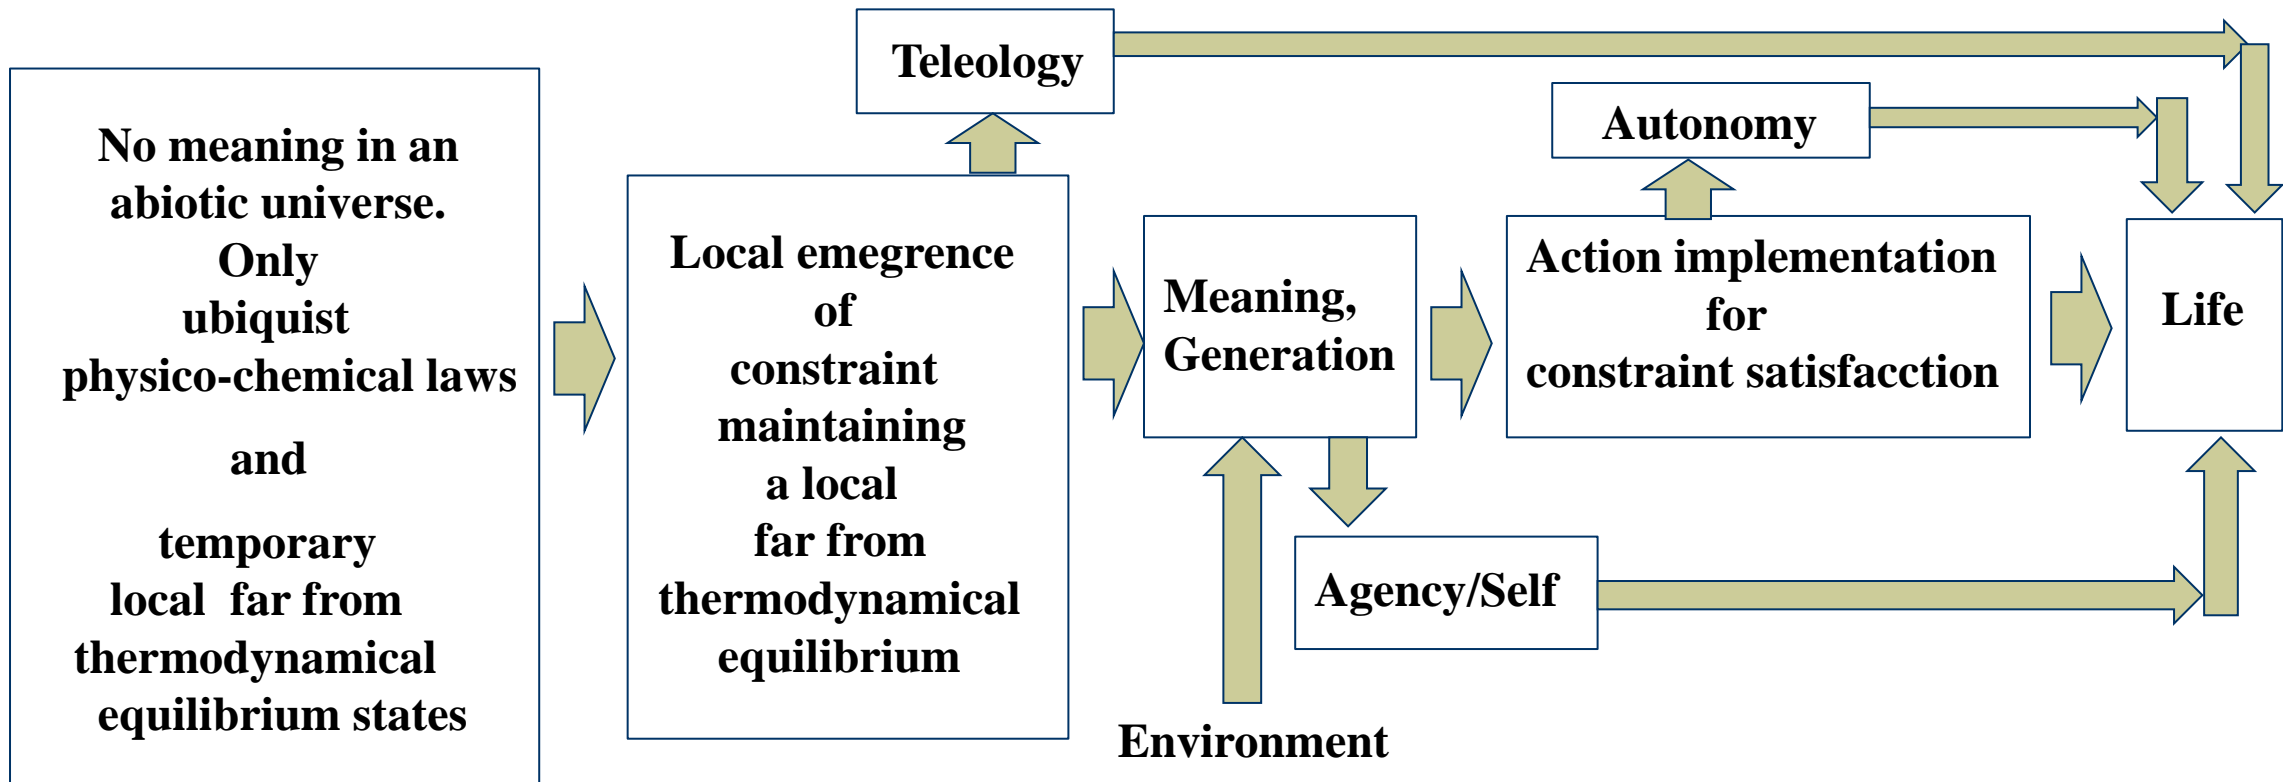 No meaning in an
abiotic universe.
Only
ubiquist
physico-chemical laws
and
temporary
local far from
thermodynamical
equilibrium states
Local emegrence
of
constraint
maintaining
a local
far from
thermodynamical
equilibrium
Teleology
Meaning,
Generation
Environment
Agency/Self
Autonomy
Action implementation
for
constraint satisfacction
Life